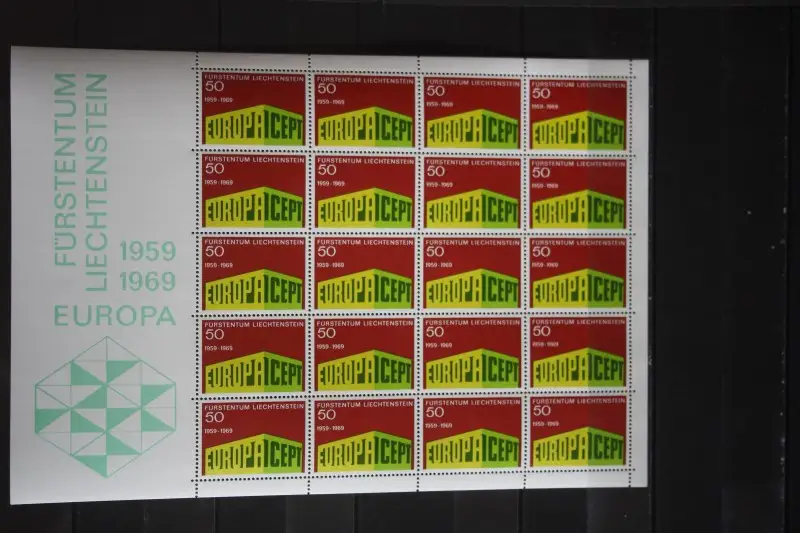 FÜRSTENTUM
LIECHTENSTEIN
1959
1969
EUROPA
FÜRSTENTUM LIECHTENSTEIN
50
1959-1969
EUROPA CEPT
FÜRSTENTUM LIECHTENSTEIN
50
1959-1969
EUROPA CEPT
FÜRSTENTUM LIECHTENSTEIN
50
1959-1969
EUROPA CEPT
FÜRSTENTUM LIECHTENSTEIN
50
1959-1969
EUROPA CEPT
FÜRSTENTUM LIECHTENSTEIN
50
1959-1969
EUROPA CEPT
FÜRSTENTUM LIECHTENSTEIN
50
1959-1969
EUROPA CEPT
FÜRSTENTUM LIECHTENSTEIN
50
1959-1969
EUROPA CEPT
FÜRSTENTUM LIECHTENSTEIN
50
1959-1969
EUROPA CEPT
FÜRSTENTUM LIECHTENSTEIN
50
1959-1969
EUROPA CEPT
FÜRSTENTUM LIECHTENSTEIN
50
1959-1969
EUROPA CEPT
FÜRSTENTUM LIECHTENSTEIN
50
1959-1969
EUROPA CEPT
FÜRSTENTUM LIECHTENSTEIN
50
1959-1969
EUROPA CEPT
FÜRSTENTUM LIECHTENSTEIN
50
1959-1969
EUROPA CEPT
FÜRSTENTUM LIECHTENSTEIN
50
1959-1969
EUROPA CEPT
FÜRSTENTUM LIECHTENSTEIN
50
1959-1969
EUROPA CEPT
FÜRSTENTUM LIECHTENSTEIN
50
1959-1969
EUROPA CEPT
FÜRSTENTUM LIECHTENSTEIN
50
1959-1969
EUROPA CEPT
FÜRSTENTUM LIECHTENSTEIN
50
1959-1969
EUROPA CEPT
FÜRSTENTUM LIECHTENSTEIN
50
1959-1969
EUROPA CEPT
FÜRSTENTUM LIECHTENSTEIN
50
1959-1969
EUROPA CEPT